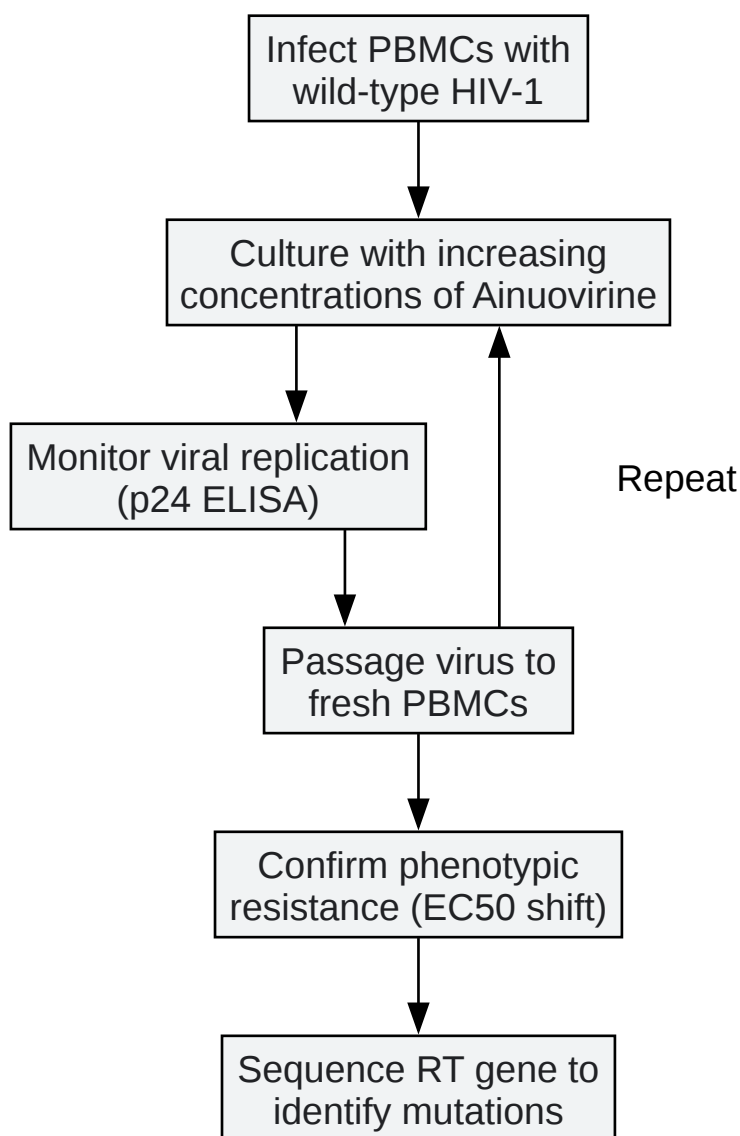 Infect PBMCs with
wild-type HIV-1
Culture with increasing
concentrations of Ainuovirine
Monitor viral replication
(p24 ELISA)
Repeat
Passage virus to
fresh PBMCs
Confirm phenotypic
resistance (EC50 shift)
Sequence RT gene to
identify mutations